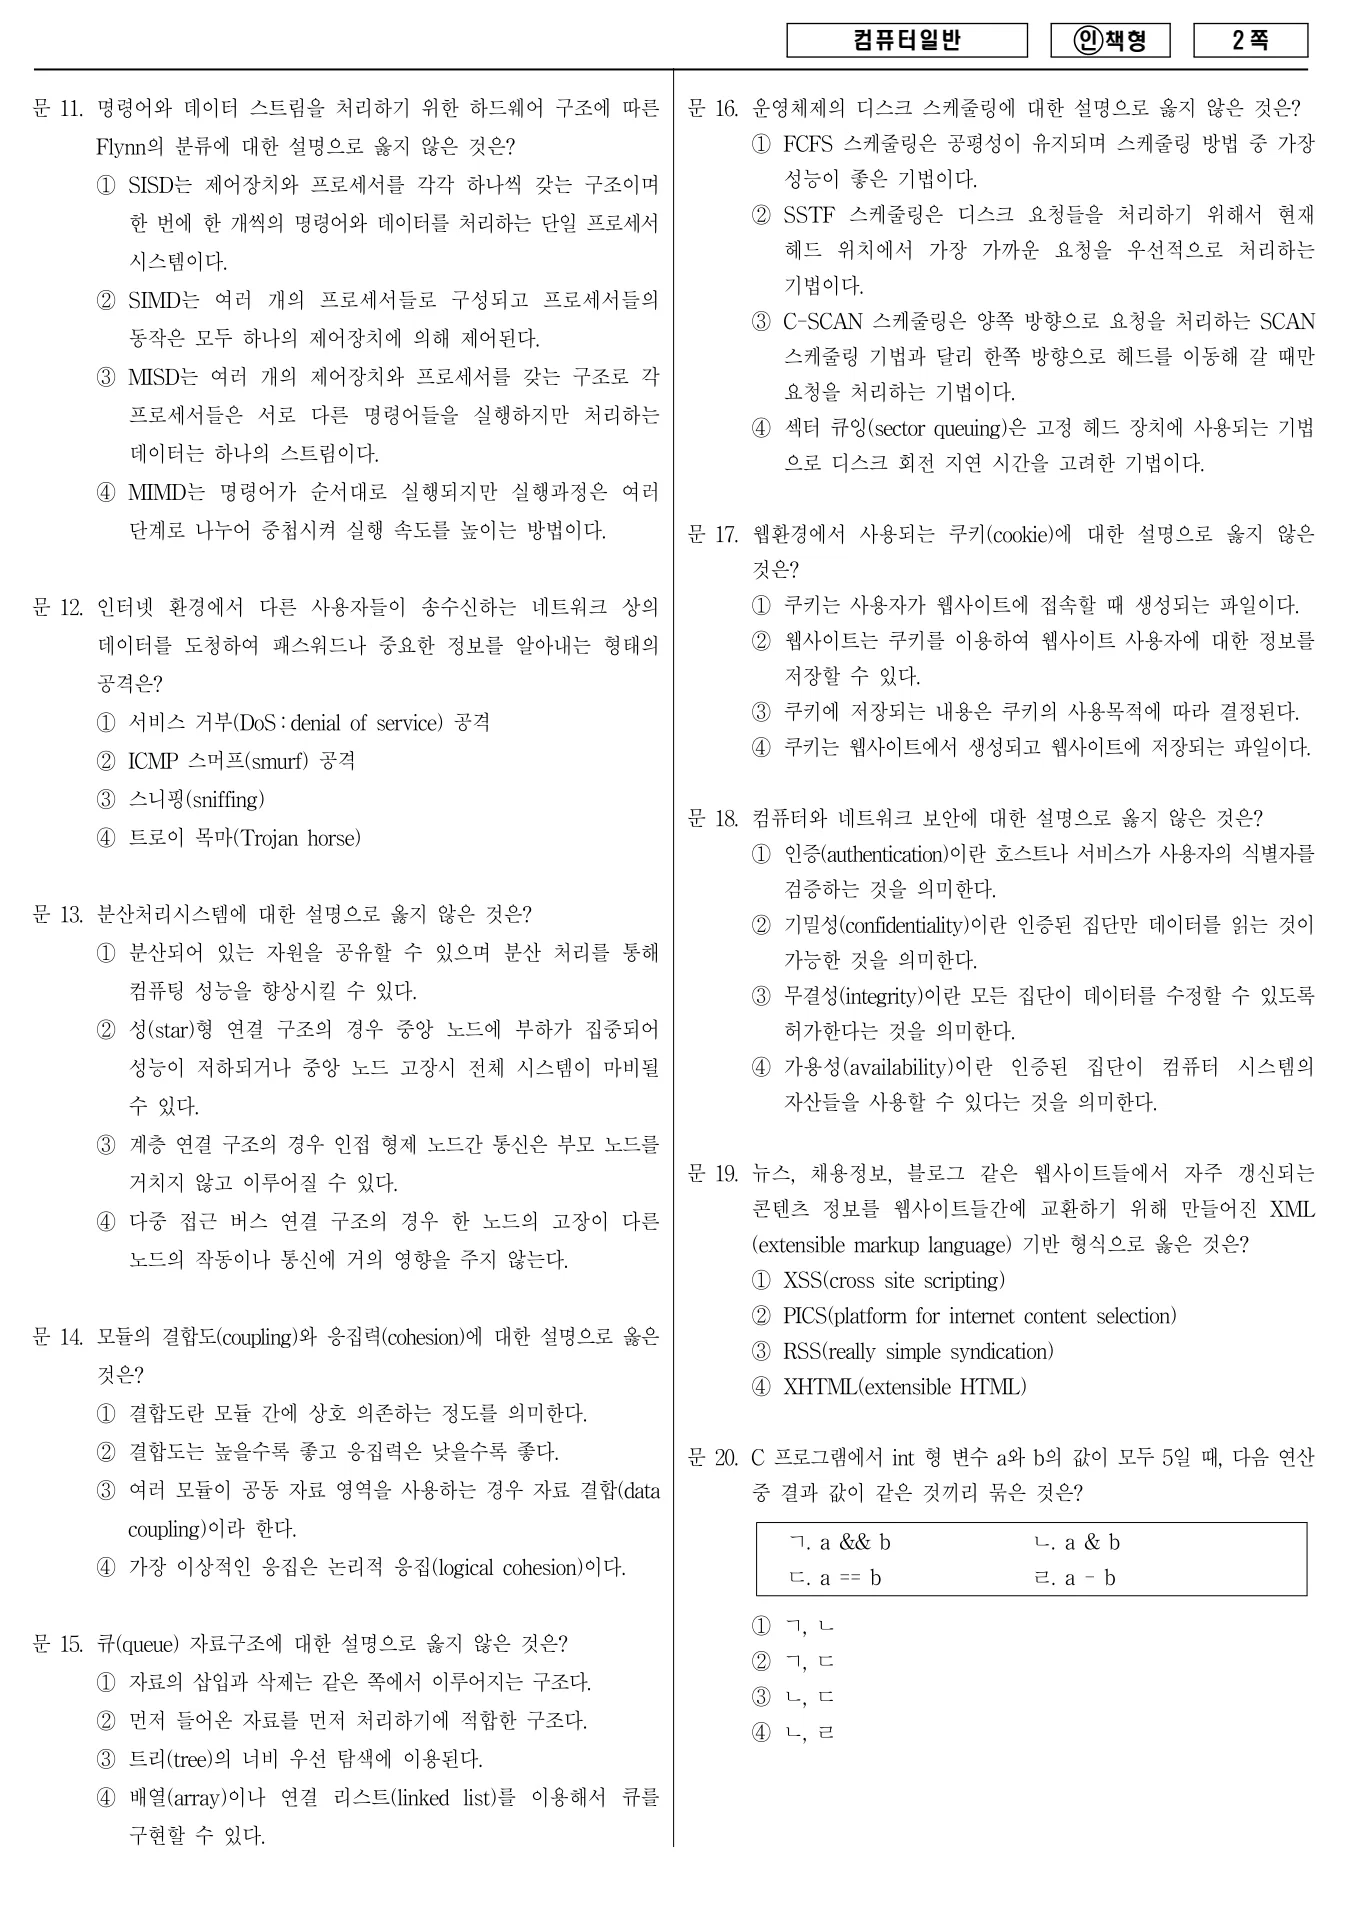 컴퓨터일반
인책형
2 쪽
문 11. 명령어와 데이터 스트림을 처리하기 위한 하드웨어 구조에 따른
Flynn의 분류에 대한 설명으로 옳지 않은 것은?
① SISD는 제어장치와 프로세서를 각각 하나씩 갖는 구조이며
한 번에 한 개씩의 명령어와 데이터를 처리하는 단일 프로세서
시스템이다.
② SIMD는 여러 개의 프로세서들로 구성되고 프로세서들의
동작은 모두 하나의 제어장치에 의해 제어된다.
③ MISD는 여러 개의 제어장치와 프로세서를 갖는 구조로 각
프로세서들은 서로 다른 명령어들을 실행하지만 처리하는
데이터는 하나의 스트림이다.
④ MIMD는 명령어가 순서대로 실행되지만 실행과정은 여러
단계로 나누어 중첩시켜 실행 속도를 높이는 방법이다.
문 12. 인터넷 환경에서 다른 사용자들이 송수신하는 네트워크 상의
데이터를 도청하여 패스워드나 중요한 정보를 알아내는 형태의
공격은?
① 서비스 거부(DoS : denial of service) 공격
② ICMP 스머프(smurf) 공격
③ 스니핑(sniffing)
④ 트로이 목마(Trojan horse)
문 13. 분산처리시스템에 대한 설명으로 옳지 않은 것은?
① 분산되어 있는 자원을 공유할 수 있으며 분산 처리를 통해
컴퓨팅 성능을 향상시킬 수 있다.
② 성(star)형 연결 구조의 경우 중앙 노드에 부하가 집중되어
성능이 저하되거나 중앙 노드 고장시 전체 시스템이 마비될
수 있다.
③ 계층 연결 구조의 경우 인접 형제 노드간 통신은 부모 노드를
거치지 않고 이루어질 수 있다.
④ 다중 접근 버스 연결 구조의 경우 한 노드의 고장이 다른
노드의 작동이나 통신에 거의 영향을 주지 않는다.
문 14. 모듈의 결합도(coupling)와 응집력(cohesion)에 대한 설명으로 옳은
것은?
① 결합도란 모듈 간에 상호 의존하는 정도를 의미한다.
② 결합도는 높을수록 좋고 응집력은 낮을수록 좋다.
③ 여러 모듈이 공동 자료 영역을 사용하는 경우 자료 결합(data
coupling)이라 한다.
④ 가장 이상적인 응집은 논리적 응집(logical cohesion)이다.
문 15. 큐(queue) 자료구조에 대한 설명으로 옳지 않은 것은?
① 자료의 삽입과 삭제는 같은 쪽에서 이루어지는 구조다.
② 먼저 들어온 자료를 먼저 처리하기에 적합한 구조다.
③ 트리(tree)의 너비 우선 탐색에 이용된다.
④ 배열(array)이나 연결 리스트(linked list)를 이용해서 큐를
구현할 수 있다.
문 16. 운영체제의 디스크 스케줄링에 대한 설명으로 옳지 않은 것은?
① FCFS 스케줄링은 공평성이 유지되며 스케줄링 방법 중 가장
성능이 좋은 기법이다.
② SSTF 스케줄링은 디스크 요청들을 처리하기 위해서 현재
헤드 위치에서 가장 가까운 요청을 우선적으로 처리하는
기법이다.
③ C-SCAN 스케줄링은 양쪽 방향으로 요청을 처리하는 SCAN
스케줄링 기법과 달리 한쪽 방향으로 헤드를 이동해 갈 때만
요청을 처리하는 기법이다.
④ 섹터 큐잉(sector queuing)은 고정 헤드 장치에 사용되는 기법
으로 디스크 회전 지연 시간을 고려한 기법이다.
문 17. 웹환경에서 사용되는 쿠키(cookie)에 대한 설명으로 옳지 않은
것은?
① 쿠키는 사용자가 웹사이트에 접속할 때 생성되는 파일이다.
② 웹사이트는 쿠키를 이용하여 웹사이트 사용자에 대한 정보를
저장할 수 있다.
③ 쿠키에 저장되는 내용은 쿠키의 사용목적에 따라 결정된다.
④ 쿠키는 웹사이트에서 생성되고 웹사이트에 저장되는 파일이다.
문 18. 컴퓨터와 네트워크 보안에 대한 설명으로 옳지 않은 것은?
① 인증(authentication)이란 호스트나 서비스가 사용자의 식별자를
검증하는 것을 의미한다.
② 기밀성(confidentiality)이란 인증된 집단만 데이터를 읽는 것이
가능한 것을 의미한다.
③ 무결성(integrity)이란 모든 집단이 데이터를 수정할 수 있도록
허가한다는 것을 의미한다.
④ 가용성(availability)이란 인증된 집단이 컴퓨터 시스템의
자산들을 사용할 수 있다는 것을 의미한다.
문 19. 뉴스, 채용정보, 블로그 같은 웹사이트들에서 자주 갱신되는
콘텐츠 정보를 웹사이트들간에 교환하기 위해 만들어진 XML
(extensible markup language) 기반 형식으로 옳은 것은?
① XSS(cross site scripting)
② PICS(platform for internet content selection)
③ RSS(really simple syndication)
④ XHTML(extensible HTML)
문 20. C 프로그램에서 int 형 변수 a와 b의 값이 모두 5일 때, 다음 연산
중 결과 값이 같은 것끼리 묶은 것은?
ㄱ. a && b ㄴ. a & b
ㄷ. a == b ㄹ. a - b
① ㄱ, ㄴ
② ㄱ, ㄷ
③ ㄴ, ㄷ
④ ㄴ, ㄹ